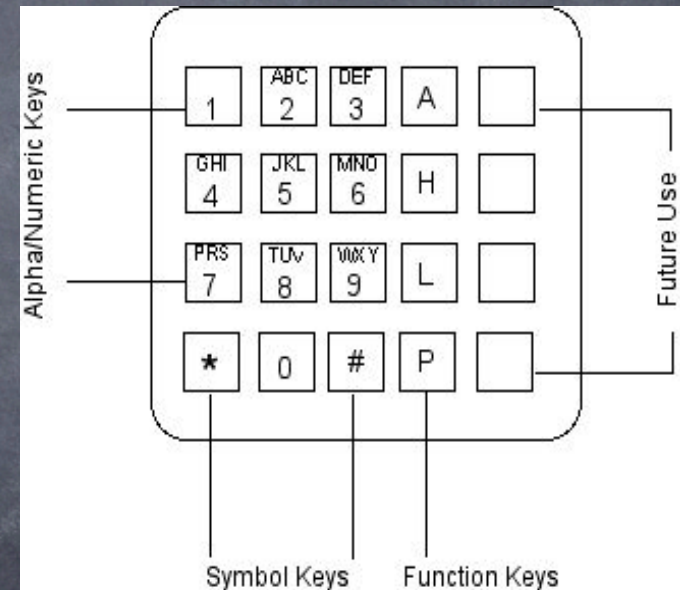 Alpha/Numeric Keys
1
ABC
2
DEF
3
A
GHI
4
JKL
5
MNO
6
H
PRS
7
TUv
8
WXY
9
L
*
0
#
P
Future Use
Symbol Keys
Function Keys